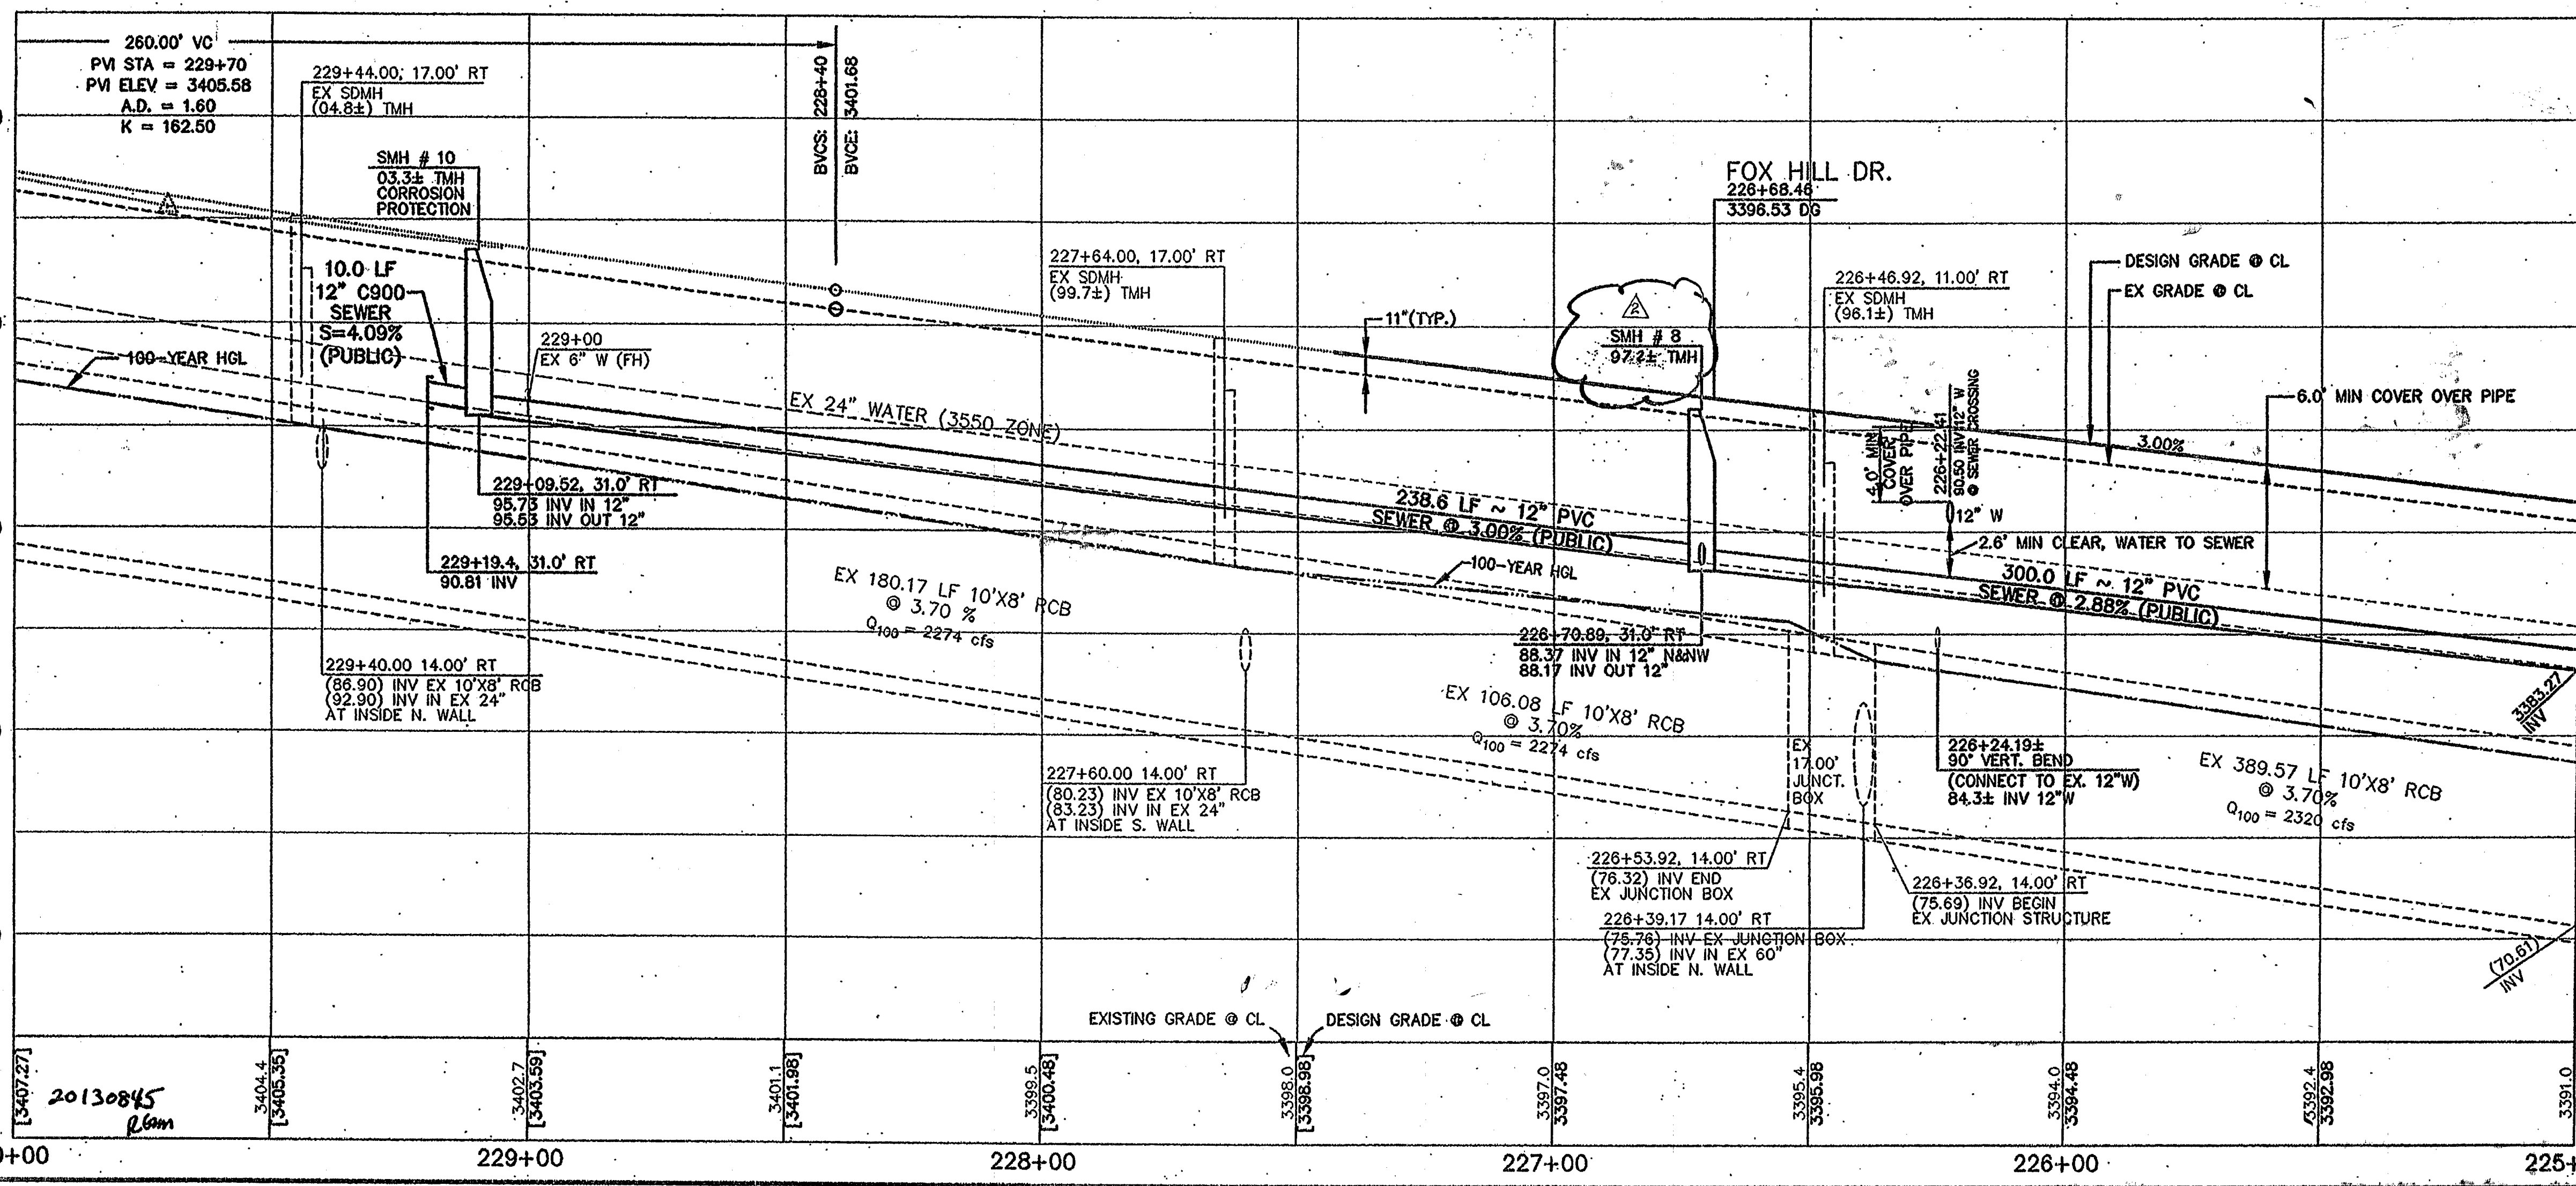 260.00' VC
PVI STA = 229+70
PVI ELEV = 3405.58
A.D. = 1.60
K = 162.50
229+44.00, 17.00' RT
EX SDMH
(04.8±) TMH
SMH # 10
03.3± TMH
CORROSION
PROTECTION
BVCS: 228+40
BVCE: 3401.68
FOX HILL DR.
226+68.46
3396.53 DG
227+64.00, 17.00' RT
EX SDMH
(99.7±) TMH
11"(TYP.)
2
SMH # 8
97.2± TMH
226+46.92, 11.00' RT
EX SDMH
(96.1±) TMH
DESIGN GRADE @ CL
EX GRADE @ CL
10.0 LF
12" C900
SEWER
S=4.09%
(PUBLIC)
100-YEAR HGL
229+00
EX 6" W (FH)
EX 24" WATER (3550 ZONE)
4.0' MIN
COVER
OVER PIPE
226+22.41
90.50 INV 12" W
@ SEWER CROSSING
6.0' MIN COVER OVER PIPE
3.00%
229+09.52, 31.0' RT
95.73 INV IN 12"
95.53 INV OUT 12"
238.6 LF ~ 12" PVC
SEWER @ 3.00% (PUBLIC)
12" W
2.6' MIN CLEAR, WATER TO SEWER
229+19.4, 31.0' RT
90.81 INV
100-YEAR HGL
300.0 LF ~ 12" PVC
SEWER @ 2.88% (PUBLIC)
EX 180.17 LF 10'X8' RCB
@ 3.70 %
Q100 = 2274 cfs
226+70.89, 31.0' RT
88.37 INV IN 12" N&NW
88.17 INV OUT 12"
229+40.00 14.00' RT
(86.90) INV EX 10'X8' RCB
(92.90) INV IN EX 24"
AT INSIDE N. WALL
EX 106.08 LF 10'X8' RCB
@ 3.70%
Q100 = 2274 cfs
3383.27
INV
227+60.00 14.00' RT
(80.23) INV EX 10'X8' RCB
(83.23) INV IN EX 24"
AT INSIDE S. WALL
EX
17.00'
JUNCT.
BOX
226+24.19±
90° VERT. BEND
(CONNECT TO EX. 12"W)
84.3± INV 12"W
EX 389.57 LF 10'X8' RCB
@ 3.70%
Q100 = 2320 cfs
226+53.92, 14.00' RT
(76.32) INV END
EX JUNCTION BOX
226+36.92, 14.00' RT
(75.69) INV BEGIN
EX JUNCTION STRUCTURE
226+39.17 14.00' RT
(75.76) INV EX JUNCTION BOX
(77.35) INV IN EX 60"
AT INSIDE N. WALL
(70.61)
INV
EXISTING GRADE @ CL
DESIGN GRADE @ CL
[3407.27]
3404.4
[3405.35]
3402.7
[3403.59]
3401.1
[3401.98]
3399.5
[3400.48]
3398.0
[3398.98]
3397.0
3397.48
3395.4
3395.98
3394.0
3394.48
3392.4
3392.98
3391.0
20130845
+00
229+00
228+00
227+00
226+00
225+